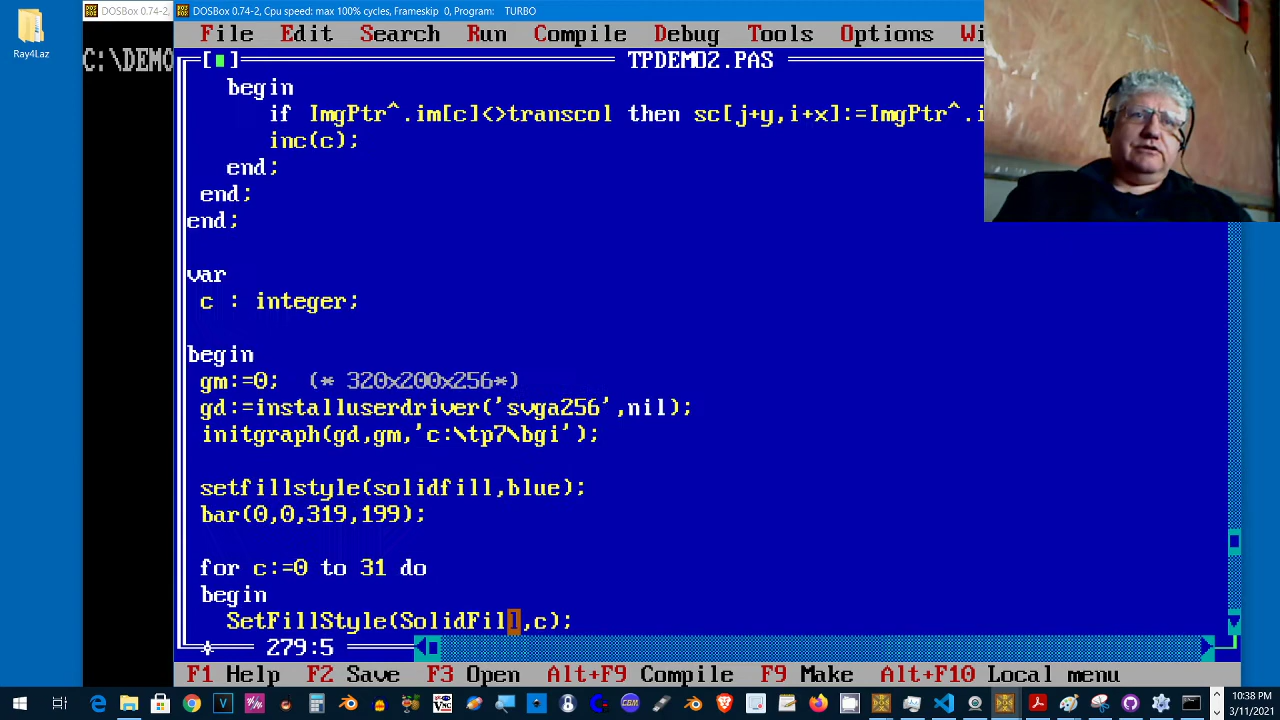 Ray4Laz
DOSBox 0.74-2,
DOSBox 0.74-2, Cpu speed: max 100% cycles, Frameskip 0, Program: TURBO
File Edit Search Run Compile Debug Tools Options Wi
C:\DEMO
[■] TPDEMO2.PAS
begin
if ImgPtr^.im[c]<>transcol then sc[j+y,i+x]:=ImgPtr^.i
inc(c);
end;
end;
end;
var
c : integer;
begin
gm:=0; (* 320x200x256*)
gd:=installuserdriver('svga256',nil);
initgraph(gd,gm,'c:\tp7\bgi');
setfillstyle(solidfill,blue);
bar(0,0,319,199);
for c:=0 to 31 do
begin
SetFillStyle(SolidFill,c);
279:5
F1 Help F2 Save F3 Open Alt+F9 Compile F9 Make Alt+F10 Local menu
10:38 PM
3/11/2021